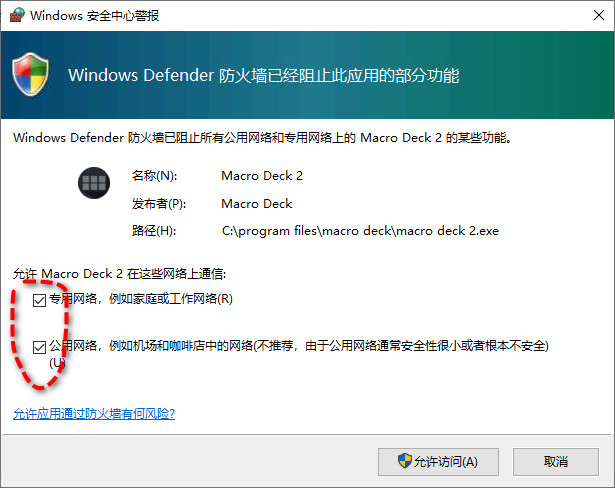 Windows 安全中心警报
Windows Defender 防火墙已经阻止此应用的部分功能
Windows Defender 防火墙已阻止所有公用网络和专用网络上的 Macro Deck 2 的某些功能。
名称(N): Macro Deck 2
发布者(P): Macro Deck
路径(H): C:\program files\macro deck\macro deck 2.exe
允许 Macro Deck 2 在这些网络上通信:
专用网络，例如家庭或工作网络(R)
公用网络，例如机场和咖啡店中的网络(不推荐，由于公用网络通常安全性很小或者根本不安全)
(U)
允许应用通过防火墙有何风险?
允许访问(A) 取消